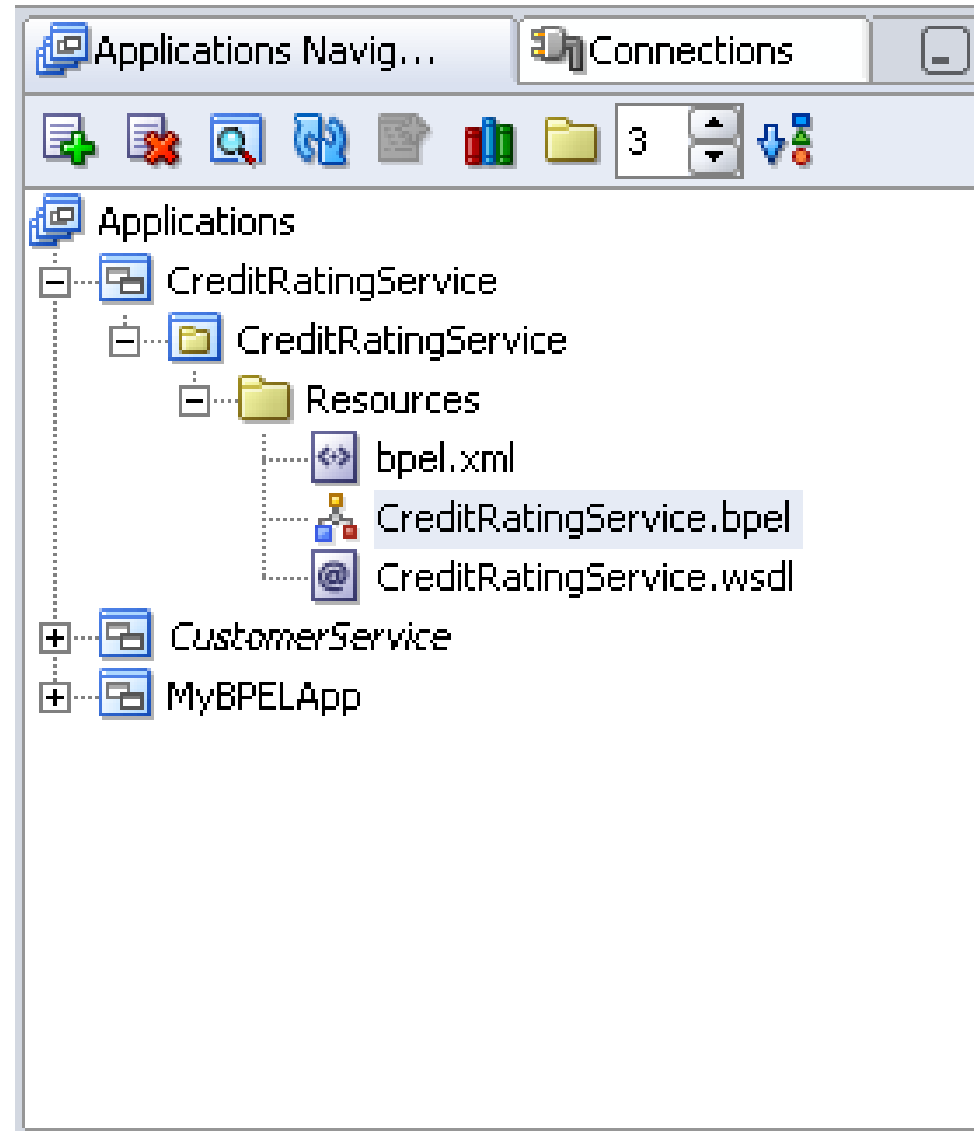 Applications Navig... Connections
3
Applications
CreditRatingService
CreditRatingService
Resources
bpel.xml
CreditRatingService.bpel
CreditRatingService.wsdl
CustomerService
MyBPELApp